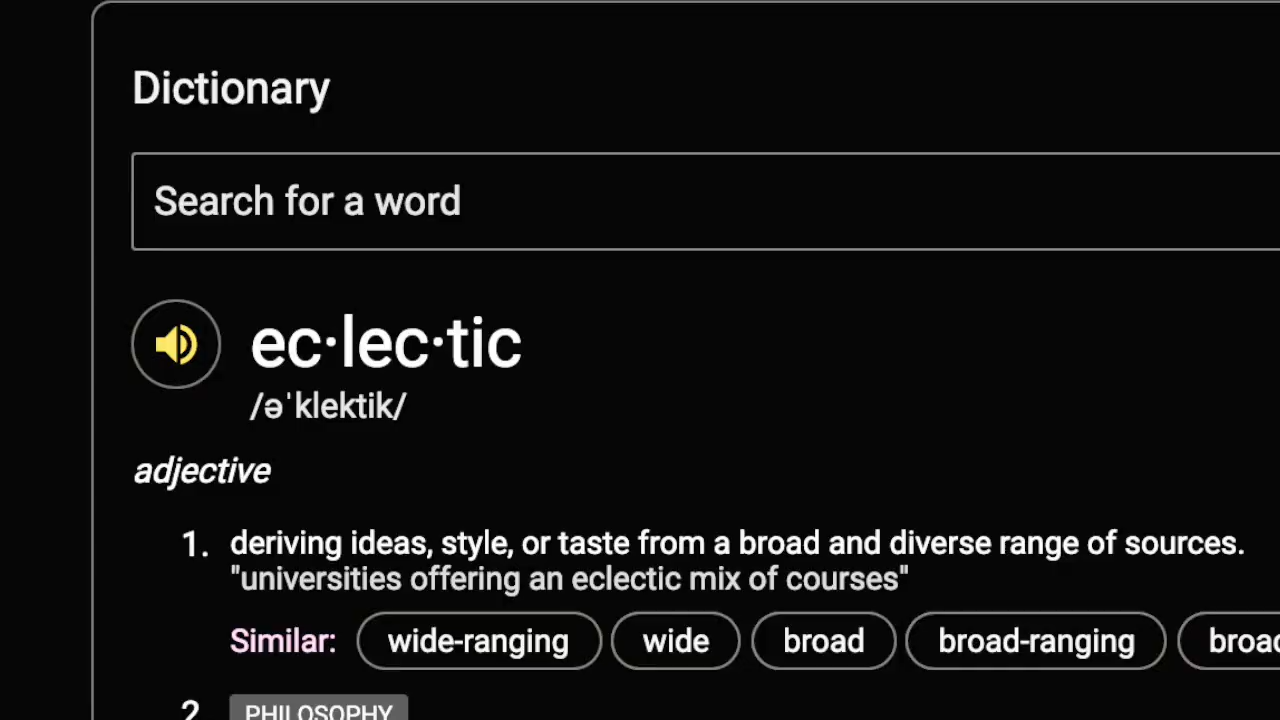 Dictionary
Search for a word
ec·lec·tic
/əˈklektik/
adjective
1. deriving ideas, style, or taste from a broad and diverse range of sources.
"universities offering an eclectic mix of courses"
Similar: wide-ranging wide broad broad-ranging broad
2 PHILOSOPHY